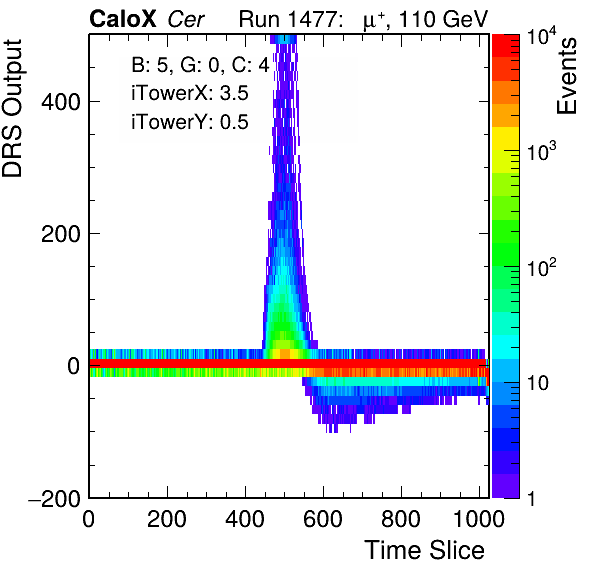 CaloX Cer Run 1477: μ⁺, 110 GeV
B: 5, G: 0, C: 4
iTowerX: 3.5
iTowerY: 0.5
DRS Output
400
200
0
−200
0 200 400 600 800 1000
Time Slice
Events
10⁴
10³
10²
10
1